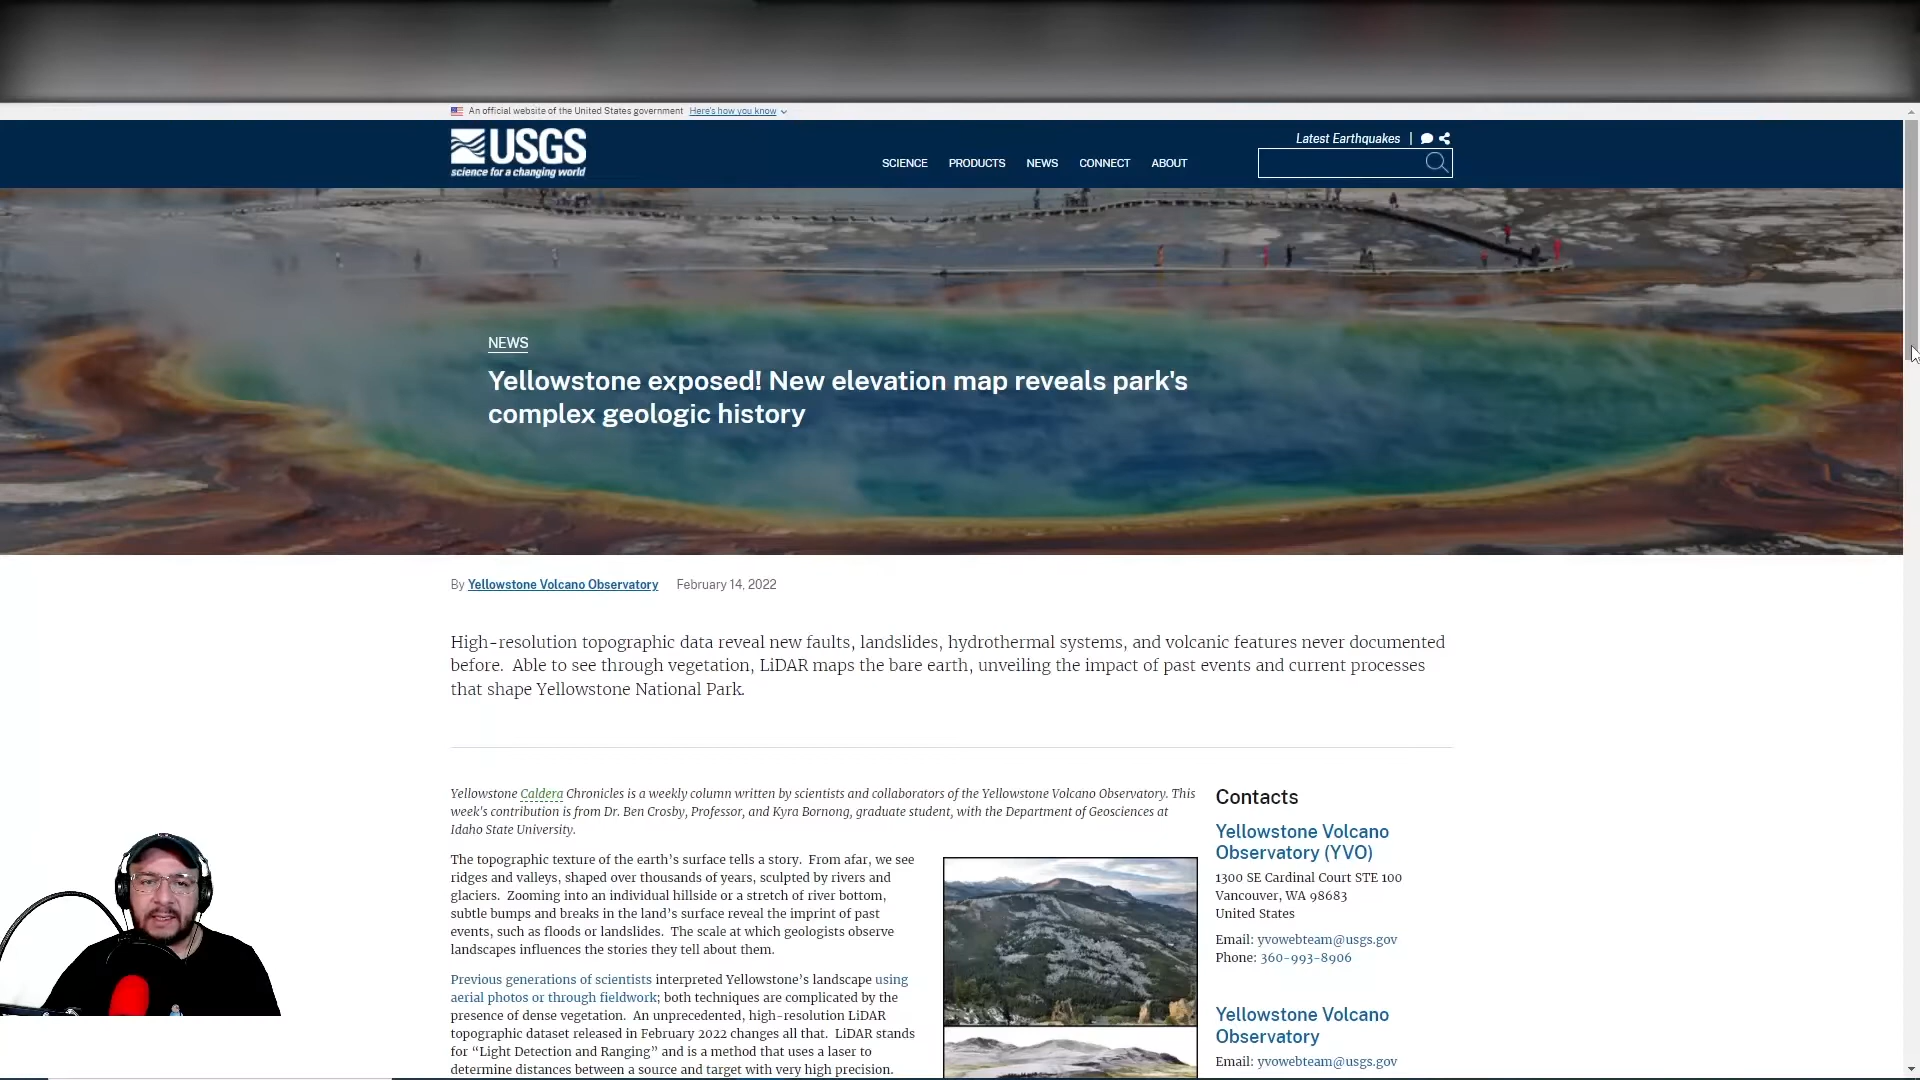 An official website of the United States government Here's how you know
USGS
science for a changing world
SCIENCE PRODUCTS NEWS CONNECT ABOUT
Latest Earthquakes |
NEWS
Yellowstone exposed! New elevation map reveals park's
complex geologic history
By Yellowstone Volcano Observatory February 14, 2022
High-resolution topographic data reveal new faults, landslides, hydrothermal systems, and volcanic features never documented
before. Able to see through vegetation, LiDAR maps the bare earth, unveiling the impact of past events and current processes
that shape Yellowstone National Park.
Yellowstone Caldera Chronicles is a weekly column written by scientists and collaborators of the Yellowstone Volcano Observatory. This
week's contribution is from Dr. Ben Crosby, Professor, and Kyra Bornong, graduate student, with the Department of Geosciences at
Idaho State University.
The topographic texture of the earth's surface tells a story. From afar, we see
ridges and valleys, shaped over thousands of years, sculpted by rivers and
glaciers. Zooming into an individual hillside or a stretch of river bottom,
subtle bumps and breaks in the land's surface reveal the imprint of past
events, such as floods or landslides. The scale at which geologists observe
landscapes influences the stories they tell about them.
Previous generations of scientists interpreted Yellowstone's landscape using
aerial photos or through fieldwork; both techniques are complicated by the
presence of dense vegetation. An unprecedented, high-resolution LiDAR
topographic dataset released in February 2022 changes all that. LiDAR stands
for “Light Detection and Ranging” and is a method that uses a laser to
determine distances between a source and target with very high precision.
Contacts
Yellowstone Volcano
Observatory (YVO)
1300 SE Cardinal Court STE 100
Vancouver, WA 98683
United States
Email: yvowebteam@usgs.gov
Phone: 360-993-8906
Yellowstone Volcano
Observatory
Email: yvowebteam@usgs.gov